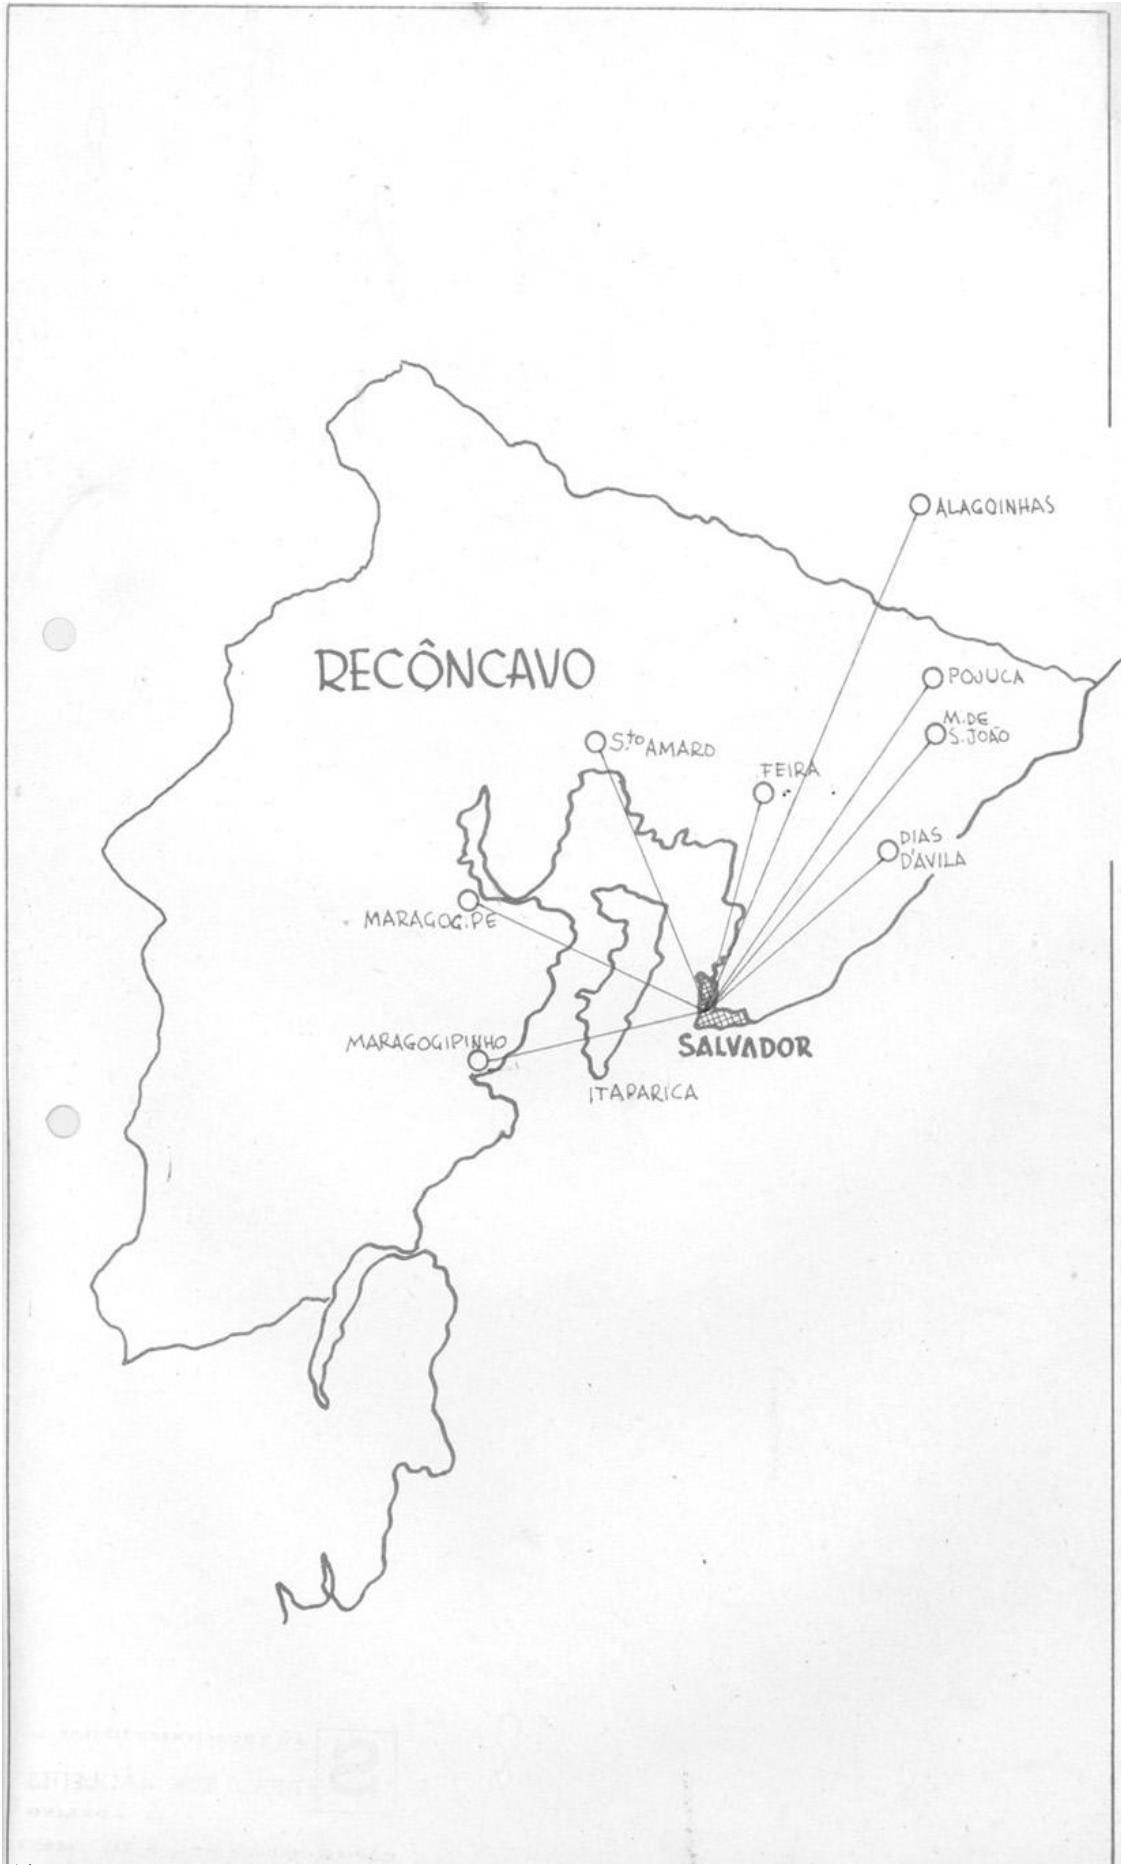 ALAGOINHAS
RECÔNCAVO
POJUCA
M. DE
S. JOÃO
S.to AMARO
FEIRA
DIAS
D'AVILA
MARAGOGIPE
MARAGOGIPINHO
SALVADOR
ITAPARICA